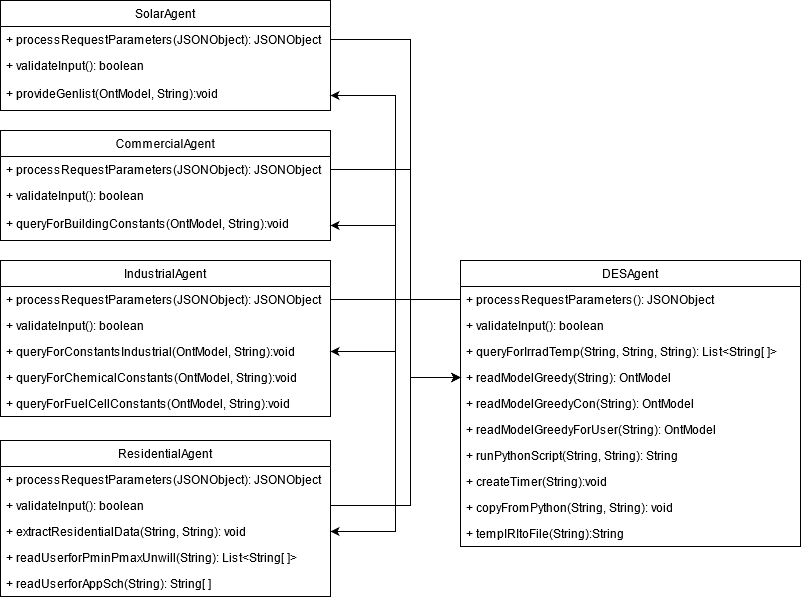 SolarAgent
+ processRequestParameters(JSONObject): JSONObject
+ validateInput(): boolean
+ provideGenlist(OntModel, String):void
CommercialAgent
+ processRequestParameters(JSONObject): JSONObject
+ validateInput(): boolean
+ queryForBuildingConstants(OntModel, String):void
IndustrialAgent
+ processRequestParameters(JSONObject): JSONObject
+ validateInput(): boolean
+ queryForConstantsIndustrial(OntModel, String):void
+ queryForChemicalConstants(OntModel, String):void
+ queryForFuelCellConstants(OntModel, String):void
ResidentialAgent
+ processRequestParameters(JSONObject): JSONObject
+ validateInput(): boolean
+ extractResidentialData(String, String): void
+ readUserforPminPmaxUnwill(String): List<String[ ]>
+ readUserforAppSch(String): String[ ]
DESAgent
+ processRequestParameters(): JSONObject
+ validateInput(): boolean
+ queryForIrradTemp(String, String, String): List<String[ ]>
+ readModelGreedy(String): OntModel
+ readModelGreedyCon(String): OntModel
+ readModelGreedyForUser(String): OntModel
+ runPythonScript(String, String): String
+ createTimer(String):void
+ copyFromPython(String, String): void
+ tempIRItoFile(String):String